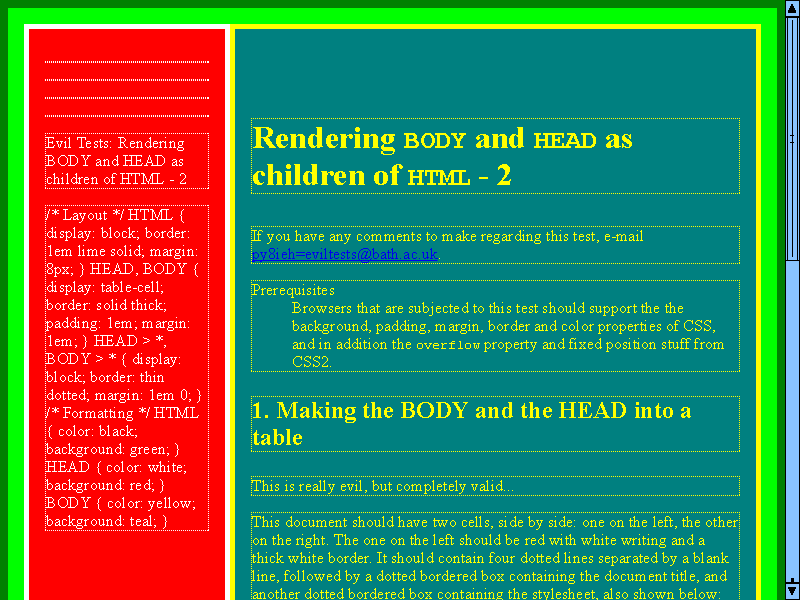 Evil Tests: Rendering
BODY and HEAD as
children of HTML - 2
/* Layout */ HTML {
display: block; border:
1em lime solid; margin:
8px; } HEAD, BODY {
display: table-cell;
border: solid thick;
padding: 1em; margin:
1em; } HEAD > *,
BODY > * { display:
block; border: thin
dotted; margin: 1em 0; }
/* Formatting */ HTML
{ color: black;
background: green; }
HEAD { color: white;
background: red; }
BODY { color: yellow;
background: teal; }
Rendering BODY and HEAD as
children of HTML - 2
If you have any comments to make regarding this test, e-mail
py8ieh=eviltests@bath.ac.uk.
Prerequisites
Browsers that are subjected to this test should support the the
background, padding, margin, border and color properties of CSS,
and in addition the overflow property and fixed position stuff from
CSS2.
1. Making the BODY and the HEAD into a
table
This is really evil, but completely valid...
This document should have two cells, side by side: one on the left, the other
on the right. The one on the left should be red with white writing and a
thick white border. It should contain four dotted lines separated by a blank
line, followed by a dotted bordered box containing the document title, and
another dotted bordered box containing the stylesheet, also shown below: